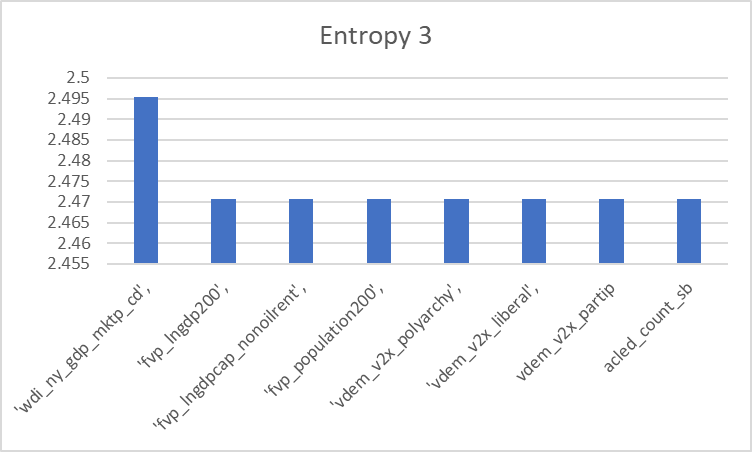 Entropy 3
2.5
2.495
2.49
2.485
2.48
2.475
2.47
2.465
2.46
2.455
'wdi_ny_gdp_mktp_cd',
'fvp_lngdp200',
'fvp_lngdpcap_nonoilrent',
'fvp_population200',
'vdem_v2x_polyarchy',
'vdem_v2x_liberal',
vdem_v2x_partip
acled_count_sb